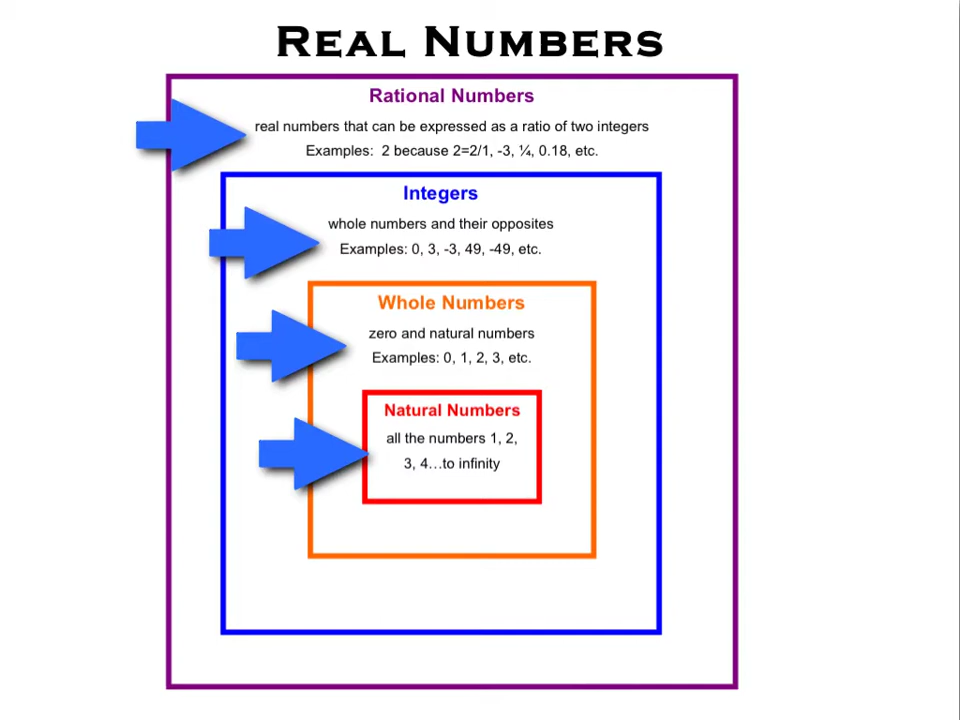 REAL NUMBERS
Rational Numbers
real numbers that can be expressed as a ratio of two integers
Examples:  2 because 2=2/1, -3, ¼, 0.18, etc.
Integers
whole numbers and their opposites
Examples: 0, 3, -3, 49, -49, etc.
Whole Numbers
zero and natural numbers
Examples: 0, 1, 2, 3, etc.
Natural Numbers
all the numbers 1, 2,
3, 4…to infinity